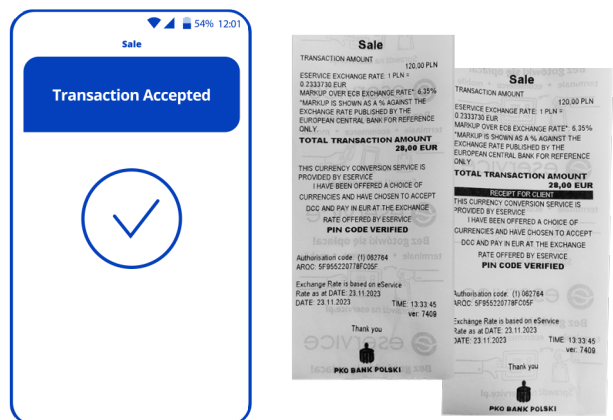 54% 12:01
Sale
Transaction Accepted
Sale
TRANSACTION AMOUNT
120,00 PLN
ESERVICE EXCHANGE RATE: 1 PLN =
0.2333730 EUR
MARKUP OVER ECB EXCHANGE RATE*: 6,35%
*MARKUP IS SHOWN AS A % AGAINST THE
EXCHANGE RATE PUBLISHED BY THE
EUROPEAN CENTRAL BANK FOR REFERENCE
ONLY.
TOTAL TRANSACTION AMOUNT
28,00 EUR
THIS CURRENCY CONVERSION SERVICE IS
PROVIDED BY ESERVICE
I HAVE BEEN OFFERED A CHOICE OF
CURRENCIES AND HAVE CHOSEN TO ACCEPT
DCC AND PAY IN EUR AT THE EXCHANGE
RATE OFFERED BY ESERVICE
PIN CODE VERIFIED
Authorisation code: (1) 062764
ARQC: 5F955220778FC05F
Exchange Rate is based on eService
Rate as at DATE: 23.11.2023
DATE: 23.11.2023 TIME: 13:33:45
ver: 7409
Thank you
PKO BANK POLSKI
Sale
TRANSACTION AMOUNT
120,00 PLN
ESERVICE EXCHANGE RATE: 1 PLN =
0.2333730 EUR
MARKUP OVER ECB EXCHANGE RATE*: 6,35%
*MARKUP IS SHOWN AS A % AGAINST THE
EXCHANGE RATE PUBLISHED BY THE
EUROPEAN CENTRAL BANK FOR REFERENCE
ONLY.
TOTAL TRANSACTION AMOUNT
28,00 EUR
RECEIPT FOR CLIENT
THIS CURRENCY CONVERSION SERVICE IS
PROVIDED BY ESERVICE
I HAVE BEEN OFFERED A CHOICE OF
CURRENCIES AND HAVE CHOSEN TO ACCEPT
DCC AND PAY IN EUR AT THE EXCHANGE
RATE OFFERED BY ESERVICE
PIN CODE VERIFIED
Authorisation code: (1) 062764
ARQC: 5F955220778FC05F
Exchange Rate is based on eService
Rate as at DATE: 23.11.2023
DATE: 23.11.2023 TIME: 13:33:45
ver: 7409
Thank you
PKO BANK POLSKI